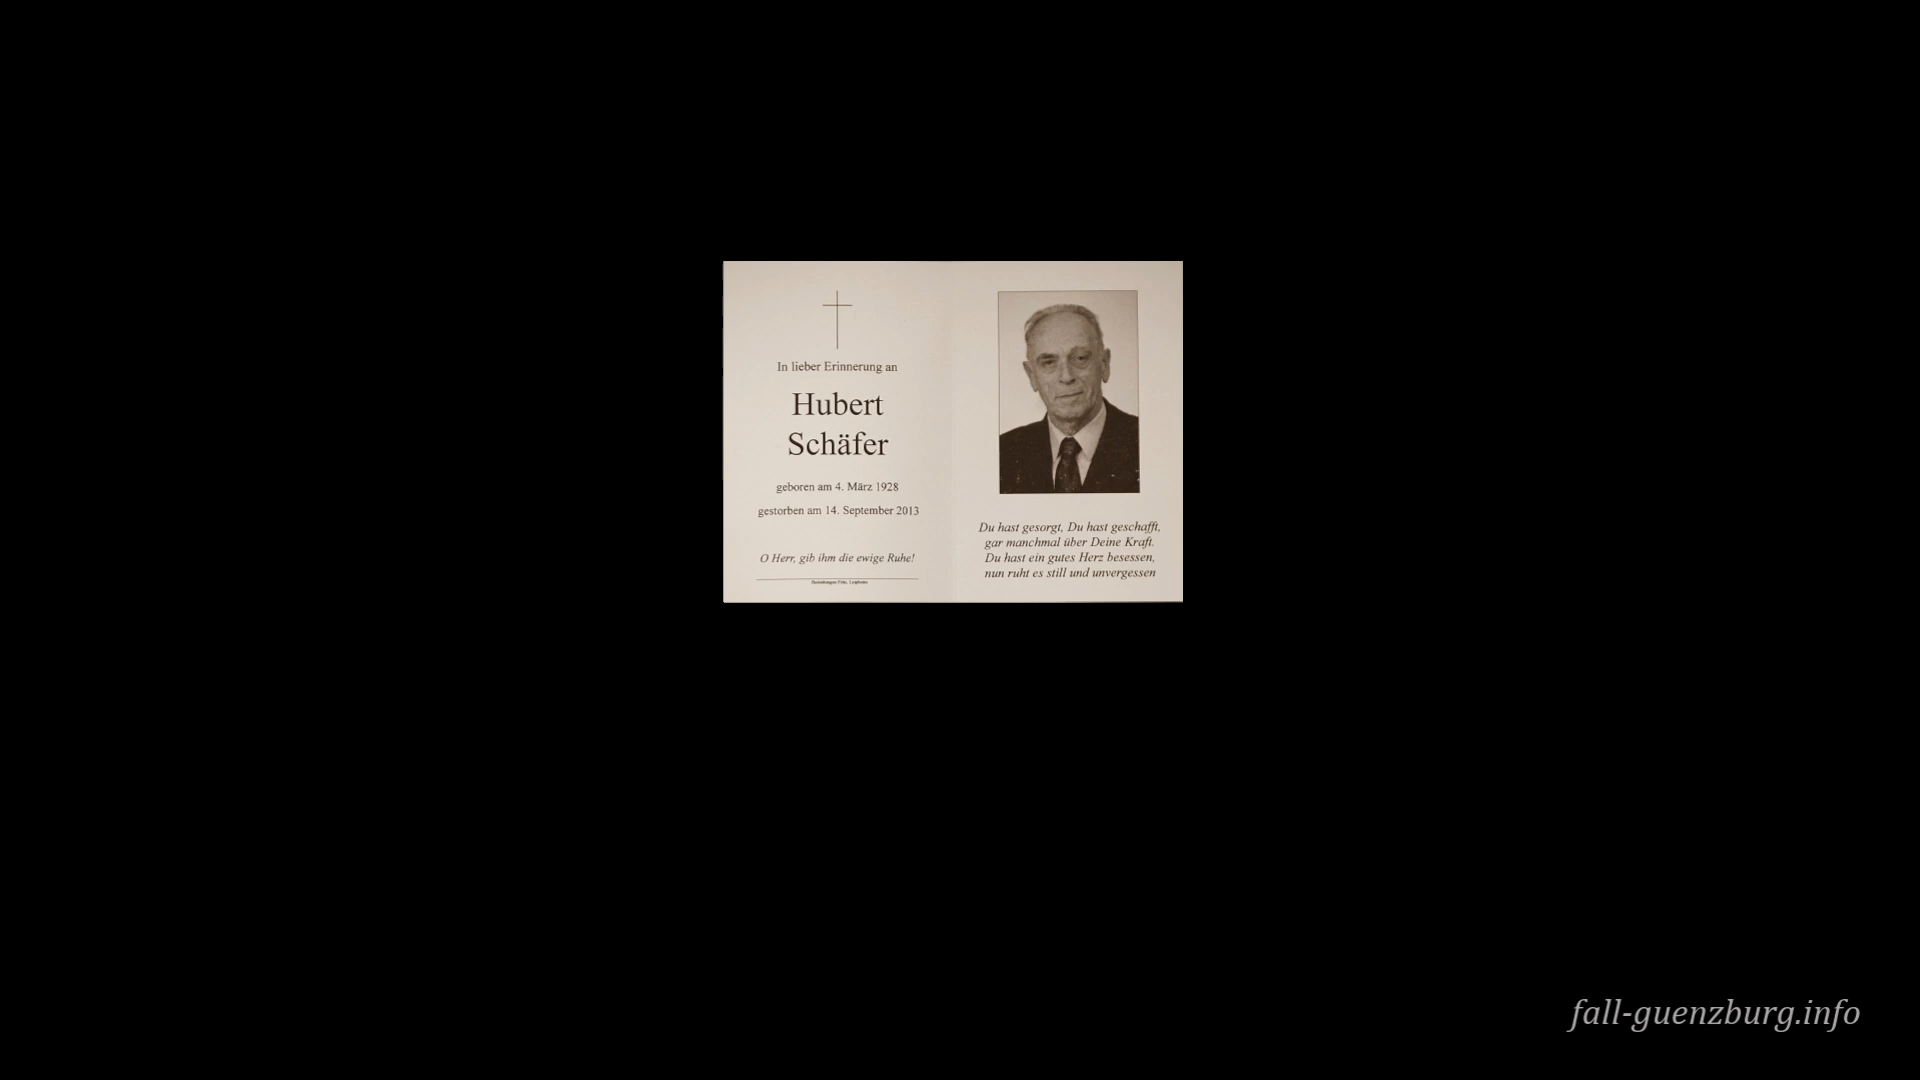 In lieber Erinnerung an
Hubert
Schäfer
geboren am 4. März 1928
gestorben am 14. September 2013
O Herr, gib ihm die ewige Ruhe!
Du hast gesorgt, Du hast geschafft,
gar manchmal über Deine Kraft.
Du hast ein gutes Herz besessen,
nun ruht es still und unvergessen
fall-guenzburg.info